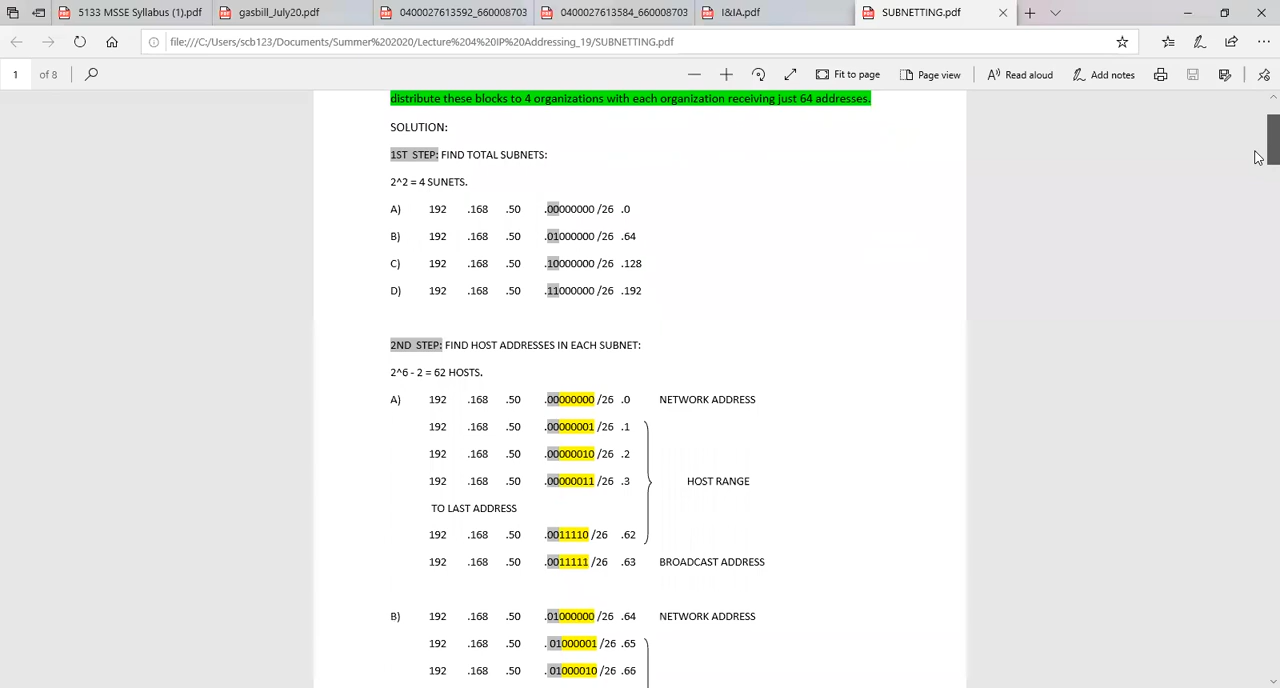 5133 MSSE Syllabus (1).pdf gasbill_July20.pdf 0400027613592_660008703 0400027613584_660008703 I&IA.pdf SUBNETTING.pdf
file:///C:/Users/scb123/Documents/Summer%202020/Lecture%204%20IP%20Addressing_19/SUBNETTING.pdf
1 of 8 Fit to page Page view Read aloud Add notes
distribute these blocks to 4 organizations with each organization receiving just 64 addresses.
SOLUTION:
1ST STEP: FIND TOTAL SUBNETS:
2^2 = 4 SUNETS.
A) 192 .168 .50 .00000000 /26 .0
B) 192 .168 .50 .01000000 /26 .64
C) 192 .168 .50 .10000000 /26 .128
D) 192 .168 .50 .11000000 /26 .192
2ND STEP: FIND HOST ADDRESSES IN EACH SUBNET:
2^6 - 2 = 62 HOSTS.
A) 192 .168 .50 .00000000 /26 .0 NETWORK ADDRESS
192 .168 .50 .00000001 /26 .1
192 .168 .50 .00000010 /26 .2
192 .168 .50 .00000011 /26 .3 HOST RANGE
TO LAST ADDRESS
192 .168 .50 .0011110 /26 .62
192 .168 .50 .0011111 /26 .63 BROADCAST ADDRESS
B) 192 .168 .50 .01000000 /26 .64 NETWORK ADDRESS
192 .168 .50 . 01000001 /26 .65
192 .168 .50 . 01000010 /26 .66